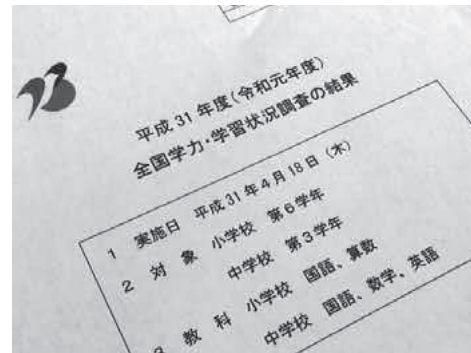 平成31年度(令和元年度)
全国学力・学習状況調査の結果
1 実施日 平成31年4月18日(木)
2 対象 小学校 第6学年
中学校 第3学年
3 教科 小学校 国語、算数
中学校 国語、数学、英語